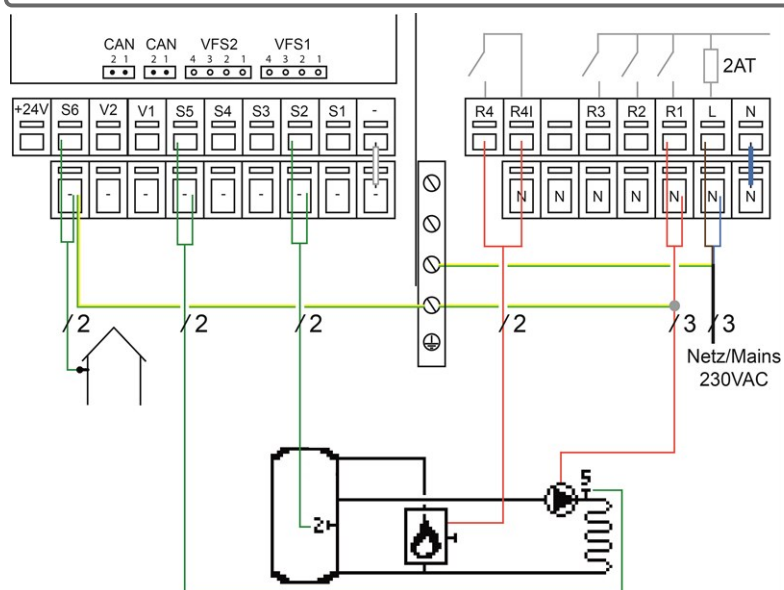 CAN CAN VFS2 VFS1
2 1 2 1 4 3 2 1 4 3 2 1
2AT
+24V S6 V2 V1 S5 S4 S3 S2 S1 - R4 R4I R3 R2 R1 L N
- - - - - - - - - N N N N N N N
2 2 2 2 3 3
Netz/Mains
230VAC
5
2